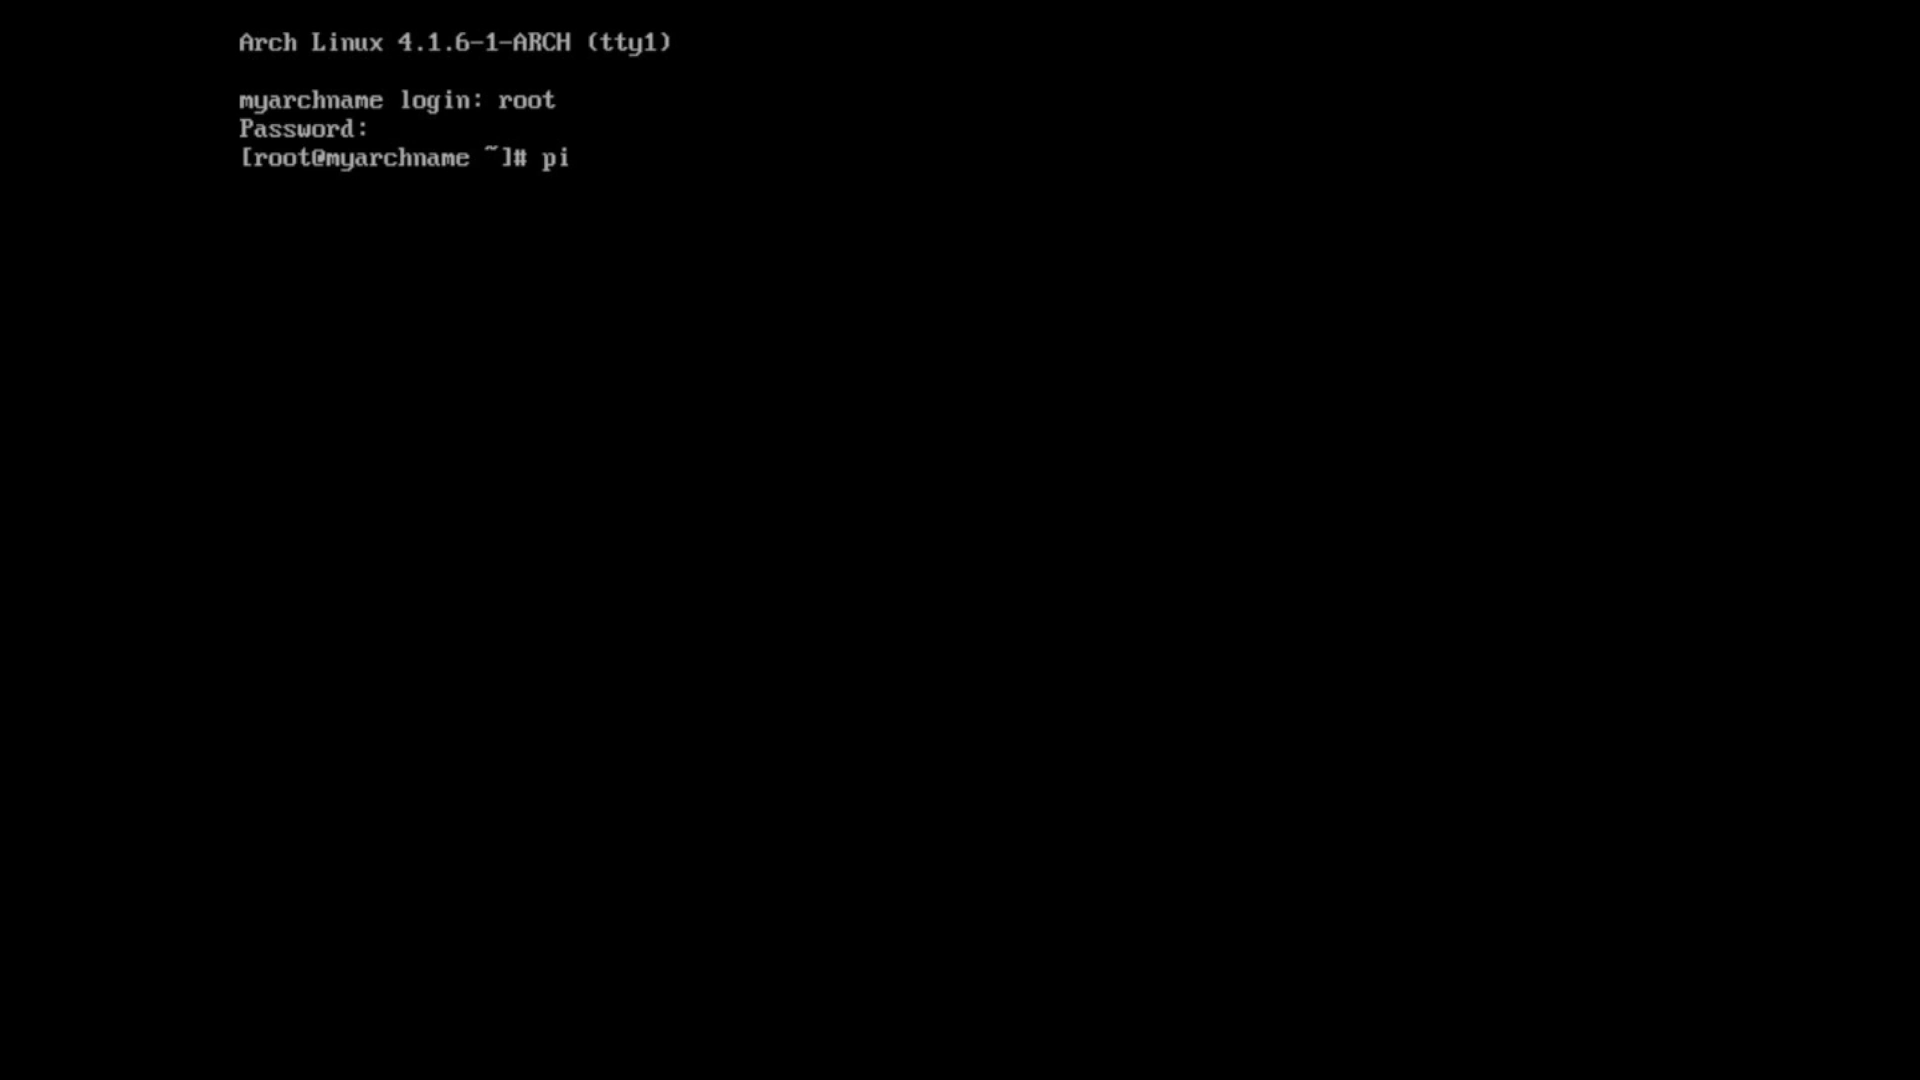 Arch Linux 4.1.6-1-ARCH (tty1)
myarchname login: root
Password:
[root@myarchname ~]# pi